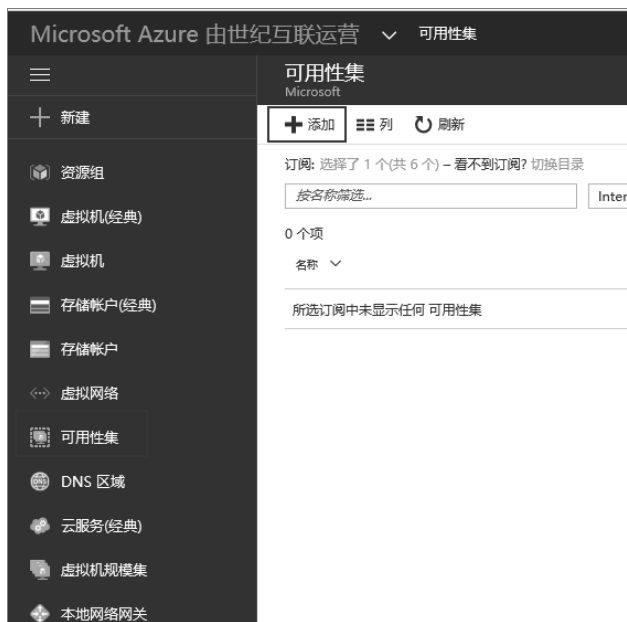 Microsoft Azure 由世纪互联运营 可用性集
可用性集
Microsoft
新建
添加 列 刷新
资源组
订阅: 选择了 1 个(共 6 个) – 看不到订阅? 切换目录
虚拟机(经典)
按名称筛选... Inter
0 个项
虚拟机
名称
存储帐户(经典)
所选订阅中未显示任何 可用性集
存储帐户
虚拟网络
可用性集
DNS 区域
云服务(经典)
虚拟机规模集
本地网络网关